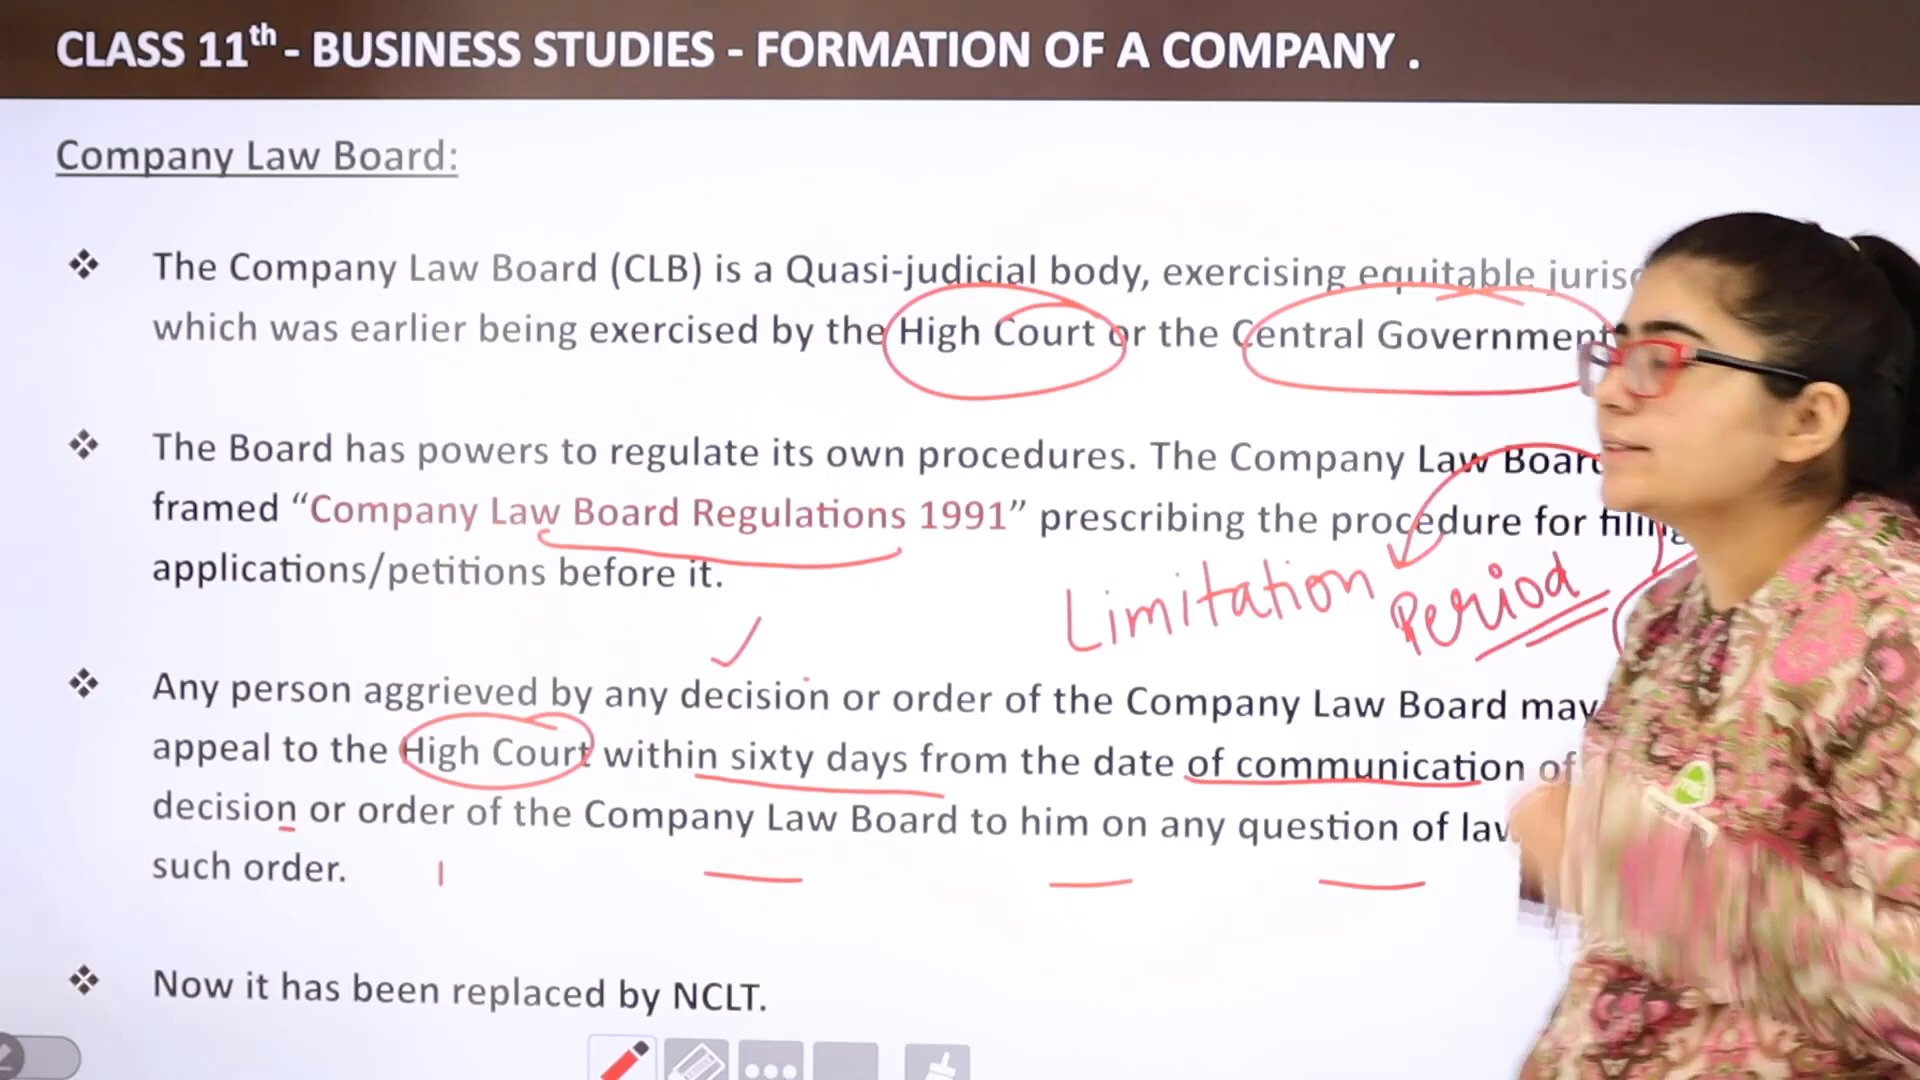 CLASS 11th - BUSINESS STUDIES - FORMATION OF A COMPANY .
Company Law Board:
❖ The Company Law Board (CLB) is a Quasi-judicial body, exercising equitable
which was earlier being exercised by the High Court or the Central Government
❖ The Board has powers to regulate its own procedures. The Company Law Board
framed “Company Law Board Regulations 1991” prescribing the procedure for filing
applications/petitions before it.
Limitation Period
❖ Any person aggrieved by any decision or order of the Company Law Board may
appeal to the High Court within sixty days from the date of communication of
decision or order of the Company Law Board to him on any question of law
such order.
❖ Now it has been replaced by NCLT.